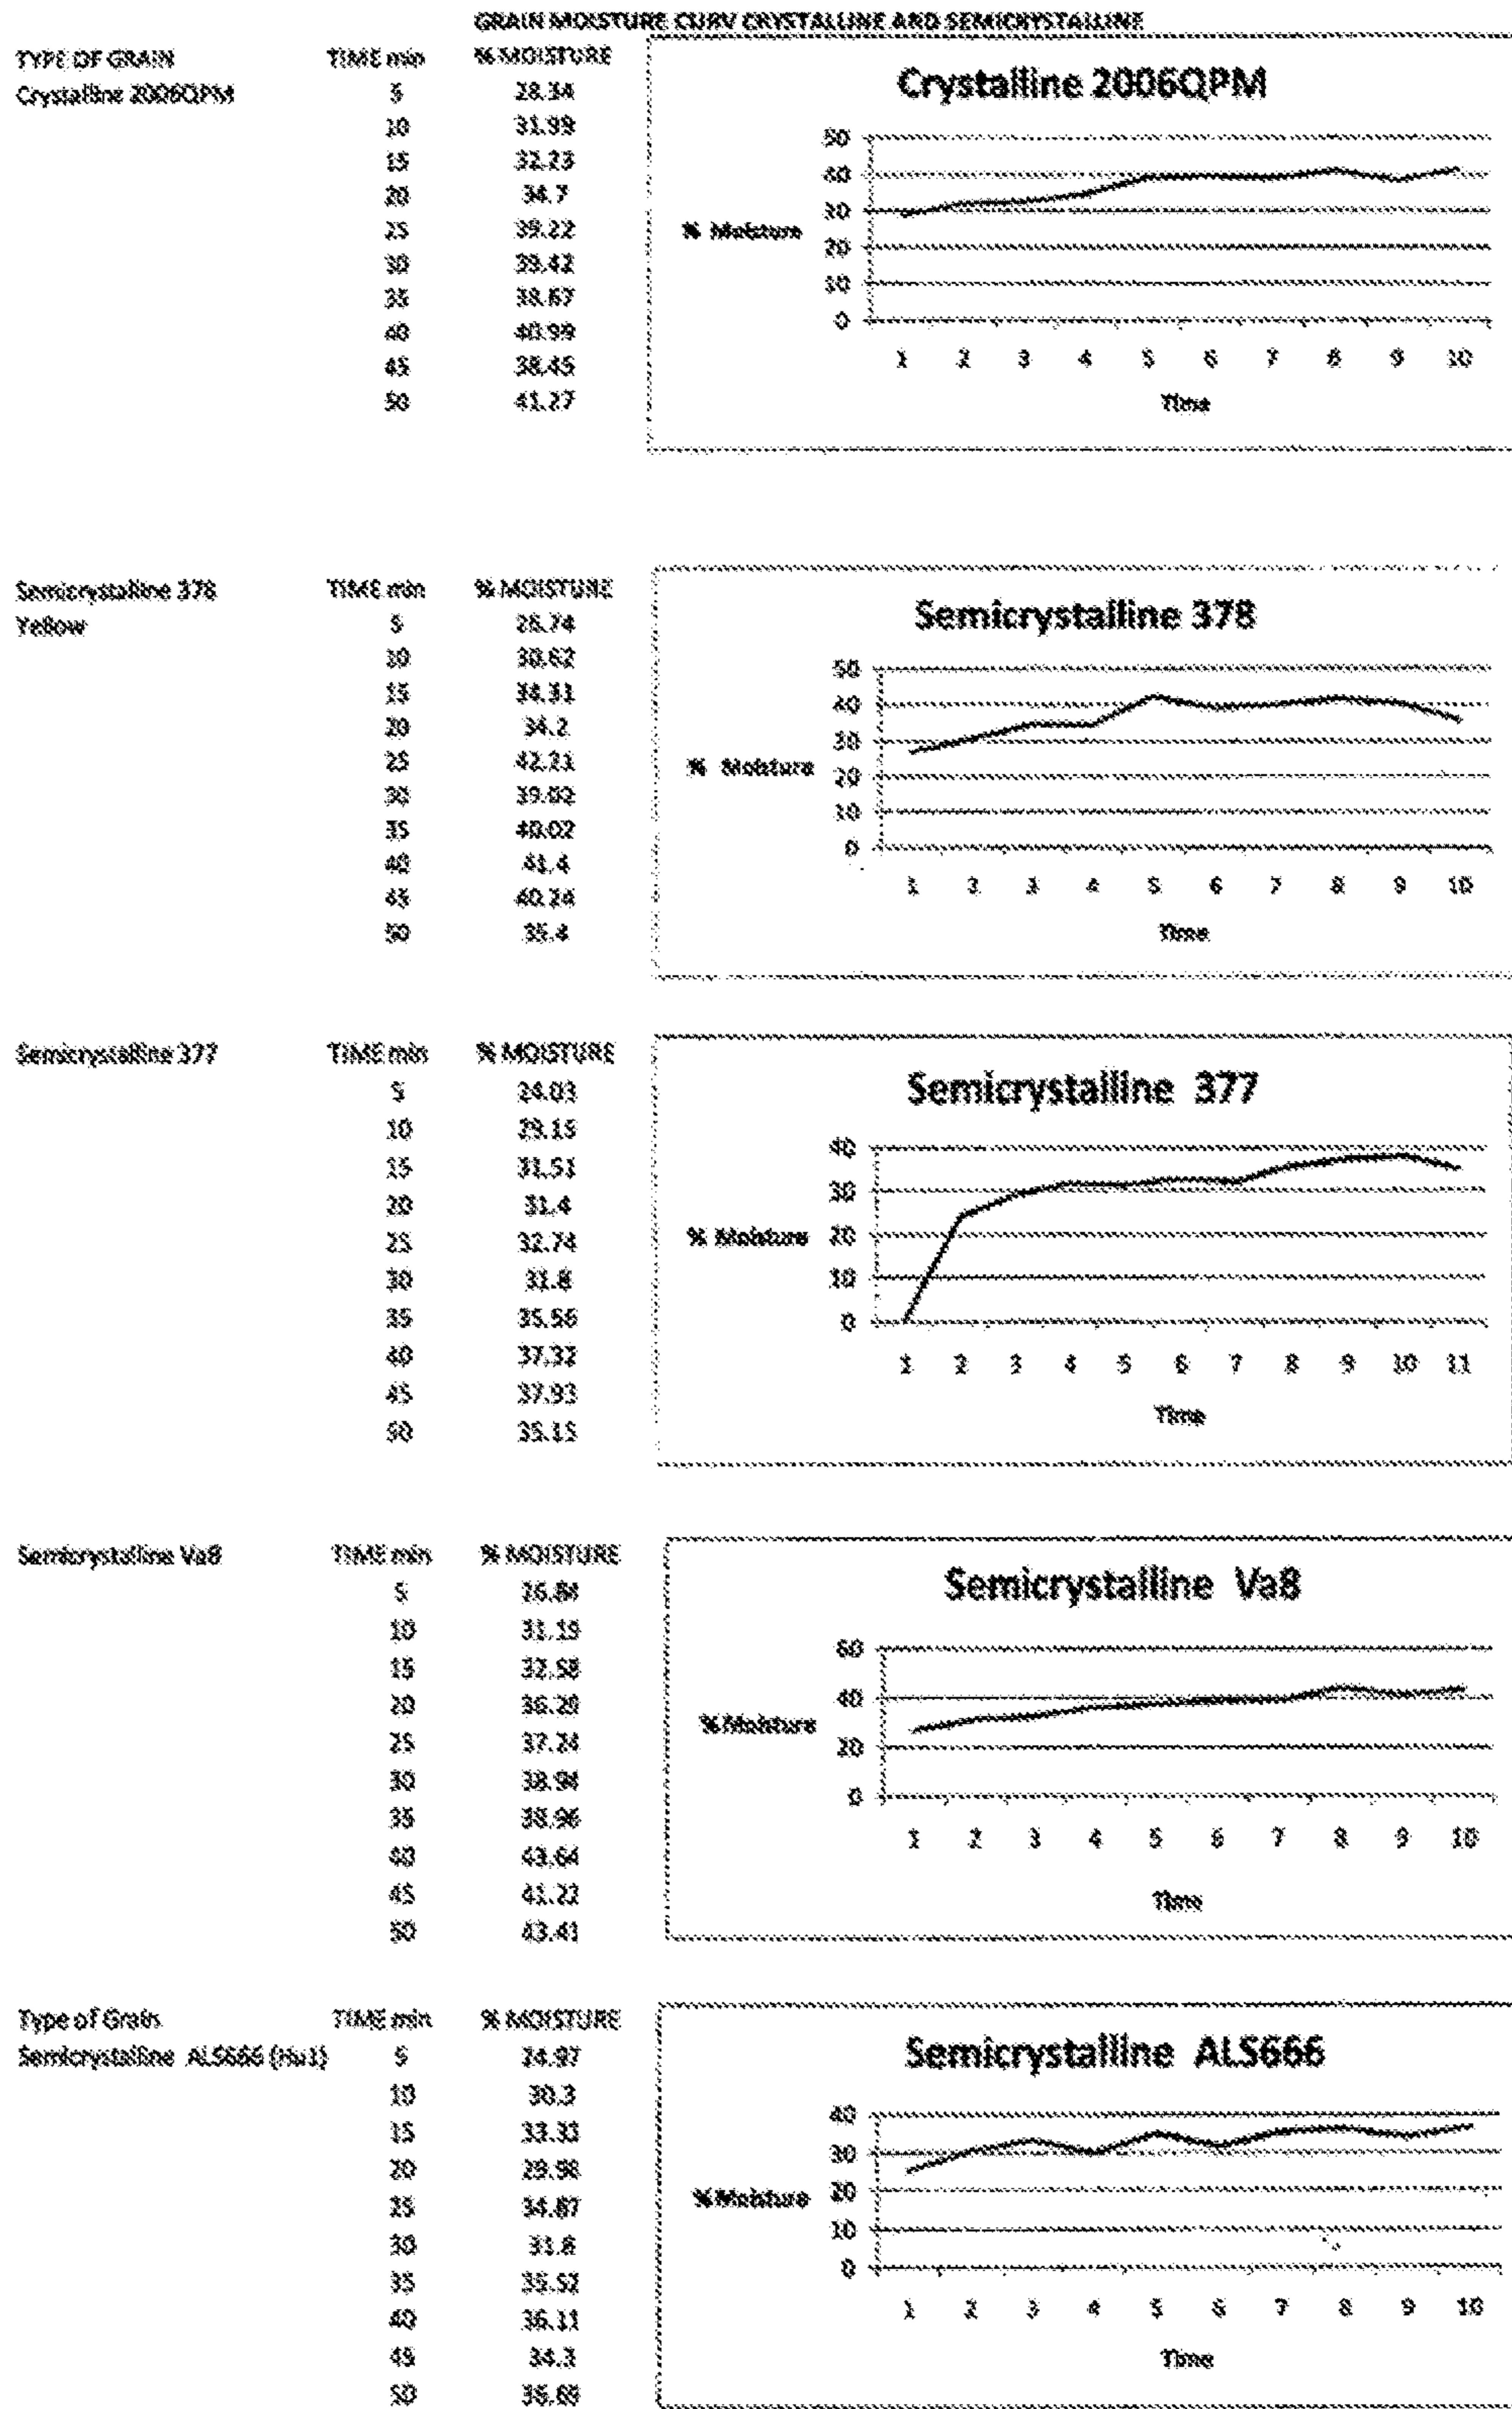 GRAIN MOISTURE CURV CRYSTALLINE AND SEMICRYSTALLINE
TYPE OF GRAIN TIME min % MOISTURE
Crystalline 2006QPM 5 28.34
10 31.99
15 32.23
20 34.7
25 39.22
30 39.42
35 38.67
40 40.99
45 38.45
50 41.27
Crystalline 2006QPM
50
40
30
% Moisture
20
10
0
1 2 3 4 5 6 7 8 9 10
Time
Semicrystalline 378 TIME min % MOISTURE
Yellow 5 26.74
10 30.62
15 34.31
20 34.2
25 42.21
30 39.02
35 40.02
40 41.4
45 40.24
50 35.4
Semicrystalline 378
50
40
30
% Moisture
20
10
0
1 2 3 4 5 6 7 8 9 10
Time
Semicrystalline 377 TIME min % MOISTURE
5 24.03
10 29.15
15 31.51
20 31.4
25 32.74
30 31.8
35 35.56
40 37.32
45 37.93
50 35.15
Semicrystalline 377
40
30
% Moisture 20
10
0
1 2 3 4 5 6 7 8 9 10 11
Time
Semicrystalline Va8 TIME min % MOISTURE
5 26.84
10 31.19
15 32.58
20 36.29
25 37.24
30 38.94
35 38.96
40 43.64
45 41.22
50 43.41
Semicrystalline Va8
60
40
% Moisture
20
0
1 2 3 4 5 6 7 8 9 10
Time
Type of Grain TIME min % MOISTURE
Semicrystalline ALS666 (Hu1) 5 24.97
10 30.3
15 33.33
20 29.98
25 34.87
30 31.8
35 35.52
40 36.11
45 34.3
50 36.69
Semicrystalline ALS666
40
30
% Moisture 20
10
0
1 2 3 4 5 6 7 8 9 10
Time